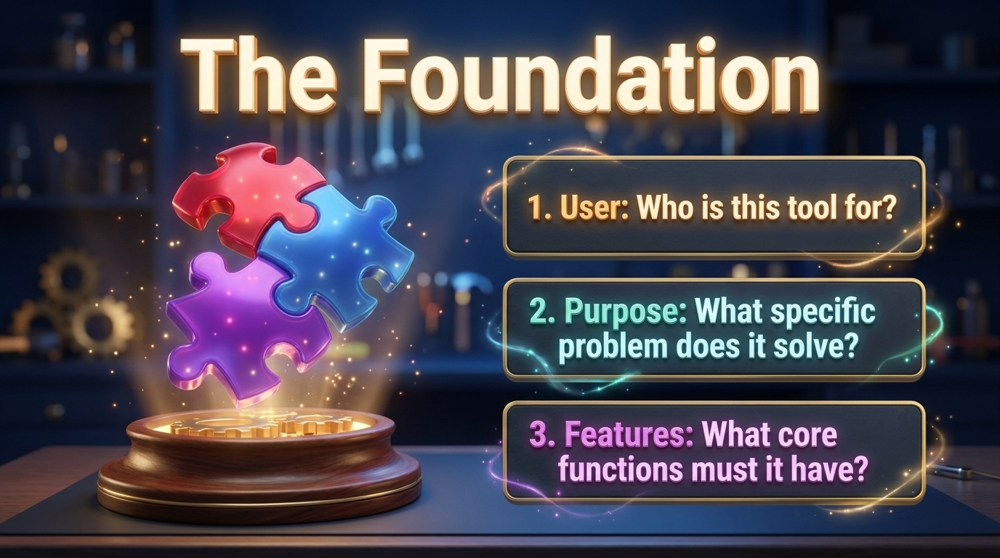 The Foundation
1. User: Who is this tool for?
2. Purpose: What specific
problem does it solve?
3. Features: What core
functions must it have?